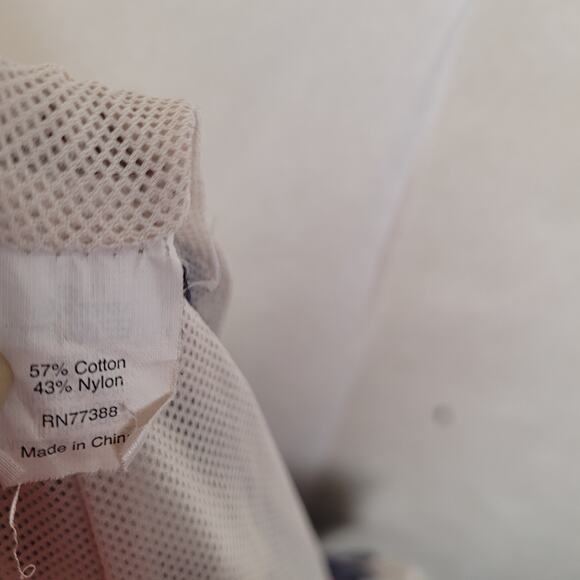 57% Cotton
43% Nylon
RN77388
Made in Chin